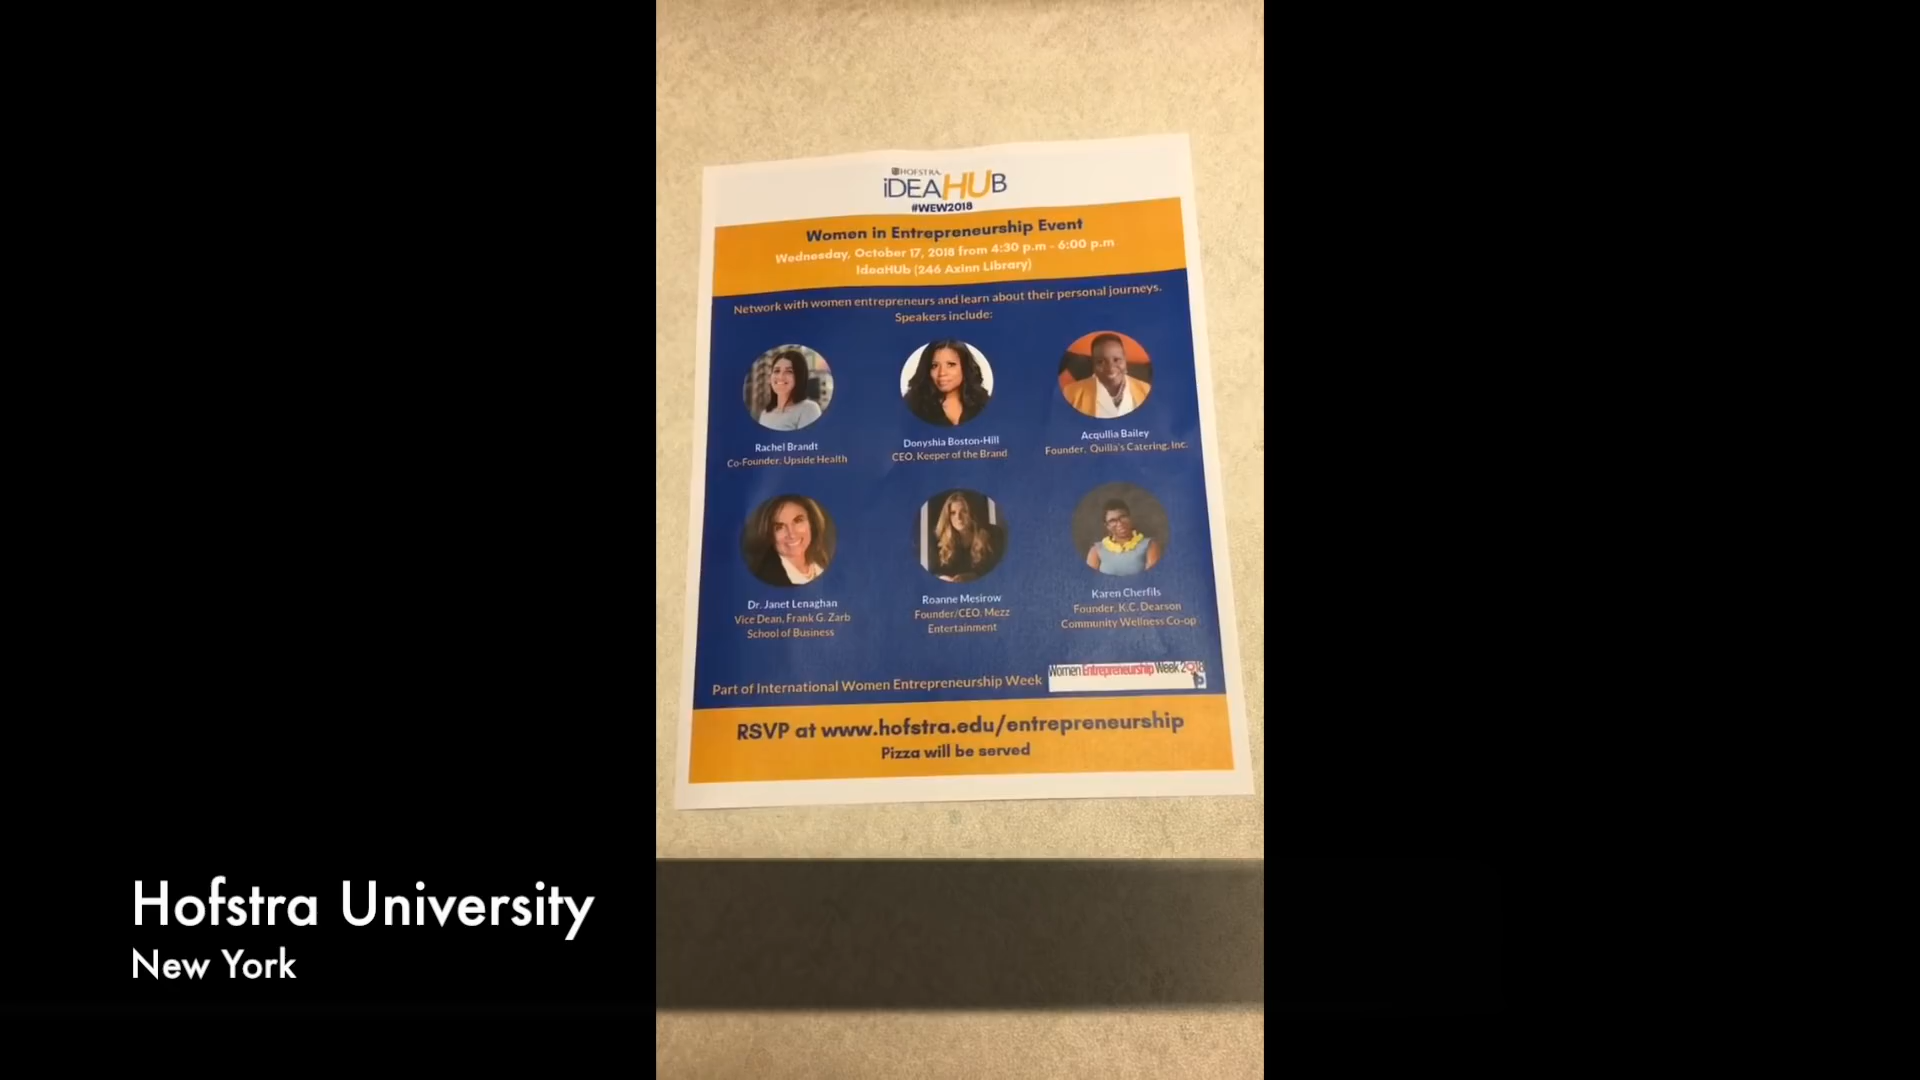 HOFSTRA
iDEAHUB
#WEW2018
Women in Entrepreneurship Event
Wednesday, October 17, 2018 from 4:30 p.m - 6:00 p.m
IdeaHUb (246 Axinn Library)
Network with women entrepreneurs and learn about their personal journeys.
Speakers include:
Rachel Brandt
Co-Founder, Upside Health
Donyshia Boston-Hill
CEO, Keeper of the Brand
Acqullia Bailey
Founder, Quilla's Catering, Inc.
Dr. Janet Lenaghan
Vice Dean, Frank G. Zarb
School of Business
Roanne Mesirow
Founder/CEO, Mezz
Entertainment
Karen Cherfils
Founder, K.C. Dearson
Community Wellness Co-op
Part of International Women Entrepreneurship Week
Women Entrepreneurship Week 2018
RSVP at www.hofstra.edu/entrepreneurship
Pizza will be served
Hofstra University
New York